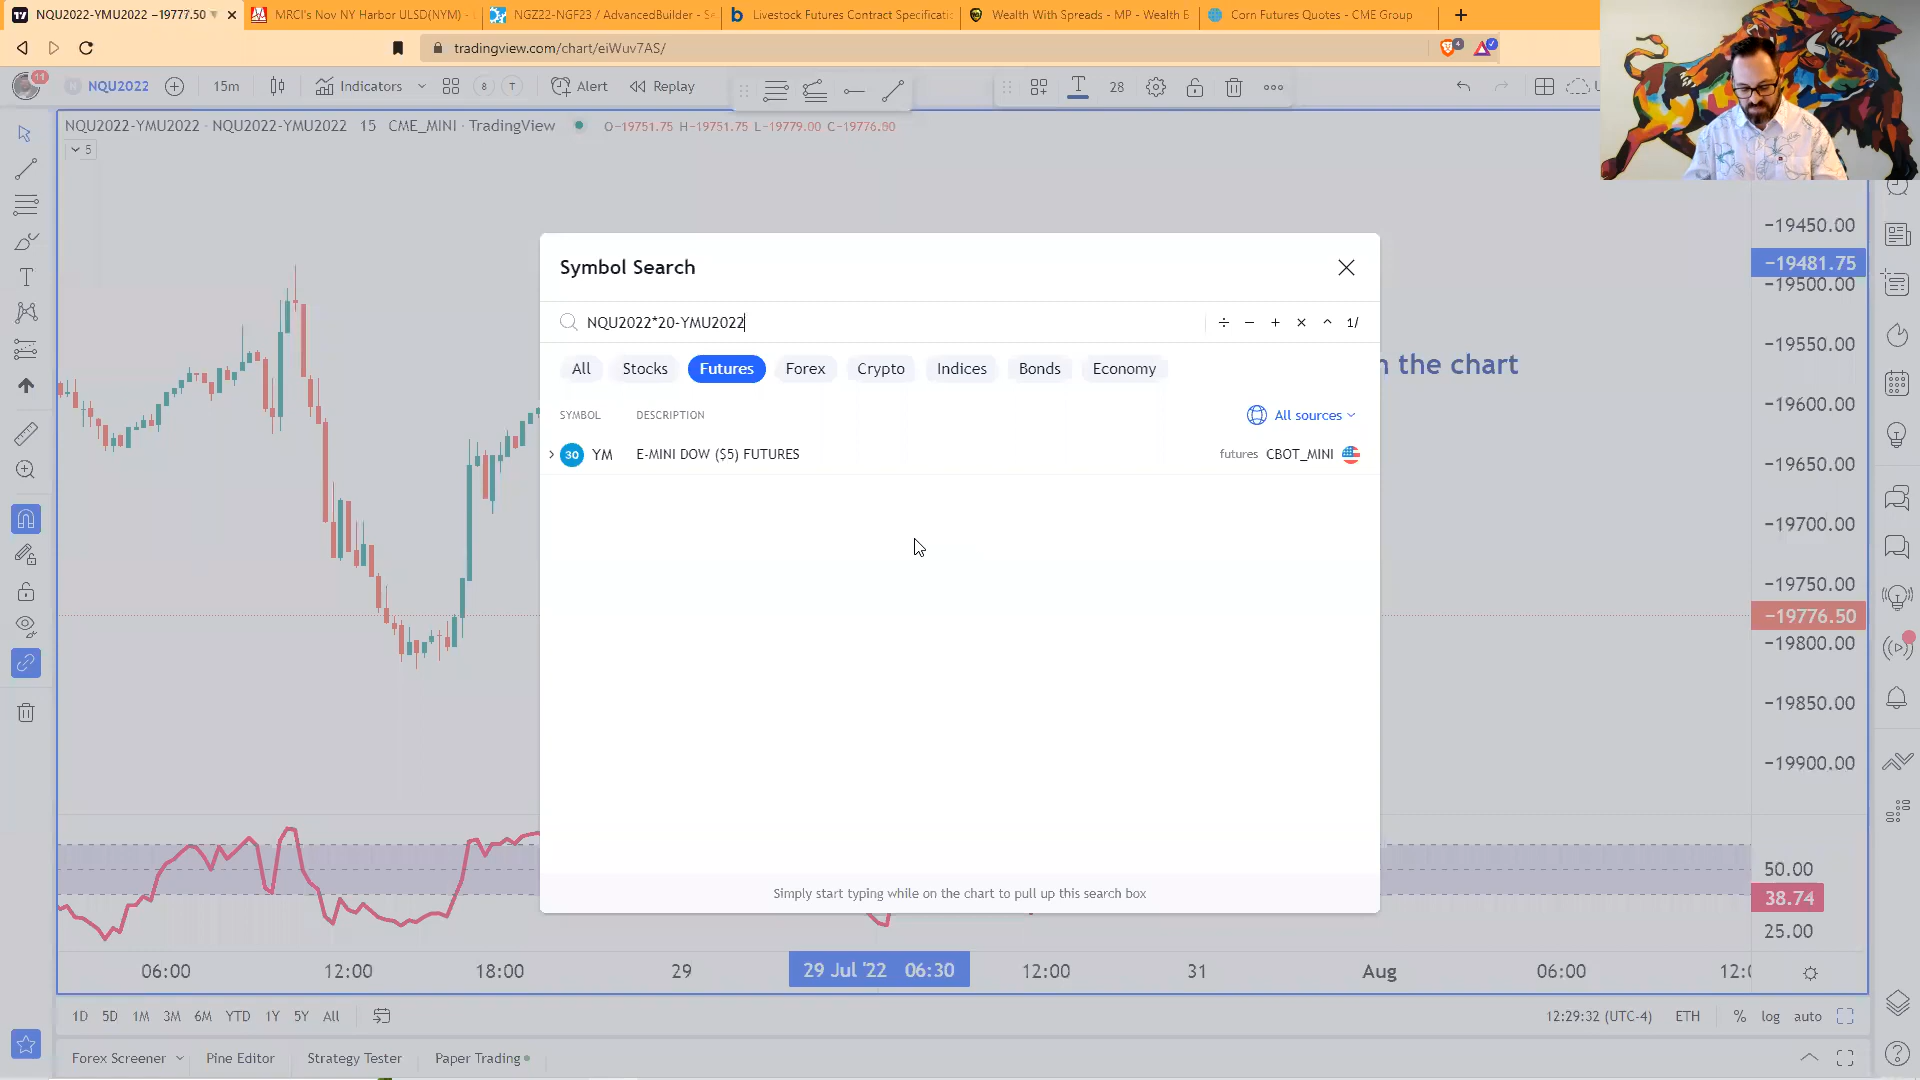 NQU2022-YMU2022 −19777.50
MRCI's Nov NY Harbor ULSD(NYM) -
NGZ22-NGF23 / AdvancedBuilder - Se
Livestock Futures Contract Specificatio
Wealth With Spreads - MP - Wealth B
Corn Futures Quotes - CME Group
tradingview.com/chart/eiWuv7AS/
4
11
NQU2022
15m
Indicators
8
T
Alert
Replay
28
NQU2022-YMU2022 · NQU2022-YMU2022 15 CME_MINI · TradingView
O−19751.75 H−19751.75 L−19779.00 C−19776.80
5
Symbol Search
NQU2022*20-YMU2022
1/
All
Stocks
Futures
Forex
Crypto
Indices
Bonds
Economy
SYMBOL
DESCRIPTION
All sources
30
YM
E-MINI DOW ($5) FUTURES
futures CBOT_MINI
Simply start typing while on the chart to pull up this search box
the chart
−19450.00
−19481.75
−19500.00
−19550.00
−19600.00
−19650.00
−19700.00
−19750.00
−19776.50
−19800.00
−19850.00
−19900.00
50.00
38.74
25.00
06:00
12:00
18:00
29
29 Jul '22 06:30
12:00
31
Aug
06:00
1D
5D
1M
3M
6M
YTD
1Y
5Y
All
12:29:32 (UTC-4)
ETH
%
log
auto
Forex Screener
Pine Editor
Strategy Tester
Paper Trading